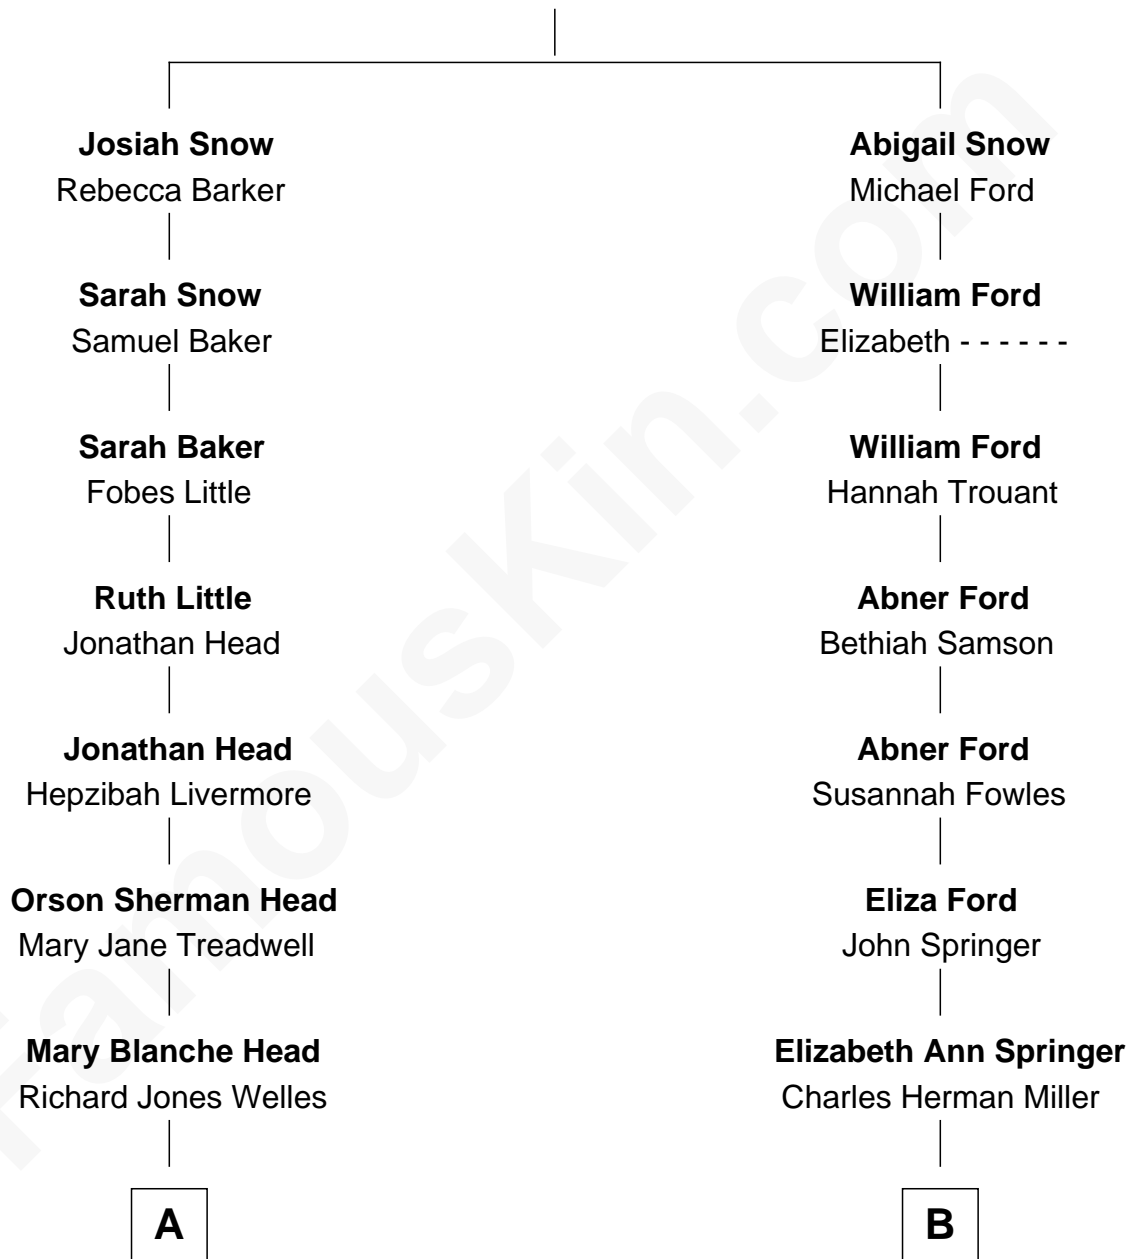 Josiah Snow
Rebecca Barker
Sarah Snow
Samuel Baker
Sarah Baker
Fobes Little
Ruth Little
Jonathan Head
Jonathan Head
Hepzibah Livermore
Orson Sherman Head
Mary Jane Treadwell
Mary Blanche Head
Richard Jones Welles
A
Abigail Snow
Michael Ford
William Ford
Elizabeth - - - - - -
William Ford
Hannah Trouant
Abner Ford
Bethiah Samson
Abner Ford
Susannah Fowles
Eliza Ford
John Springer
Elizabeth Ann Springer
Charles Herman Miller
B
FamousKin.com